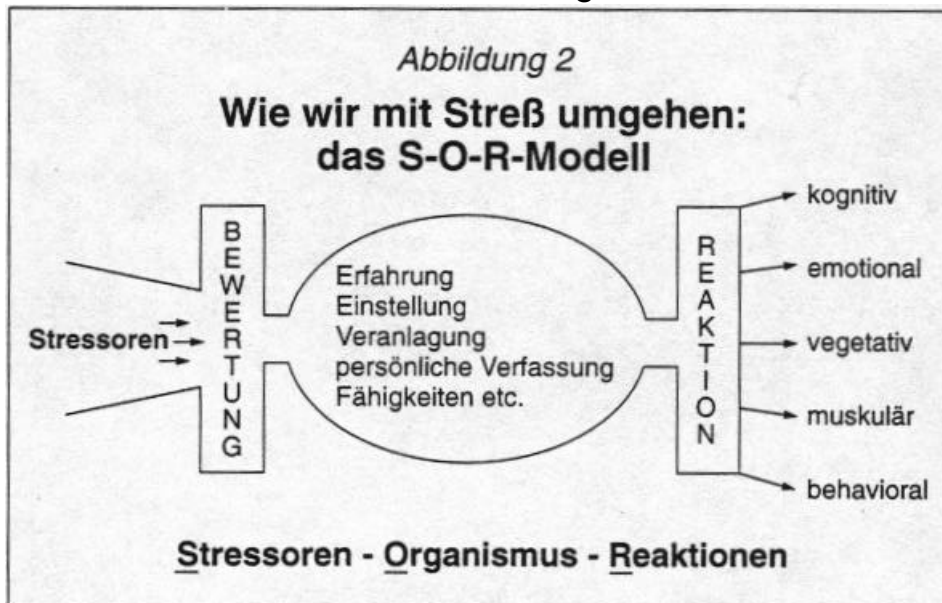 Abbildung 2
Wie wir mit Streß umgehen:
das S-O-R-Modell
Stressoren
BEWERTUNG
Erfahrung
Einstellung
Veranlagung
persönliche Verfassung
Fähigkeiten etc.
REAKTION
kognitiv
emotional
vegetativ
muskulär
behavioral
Stressoren - Organismus - Reaktionen